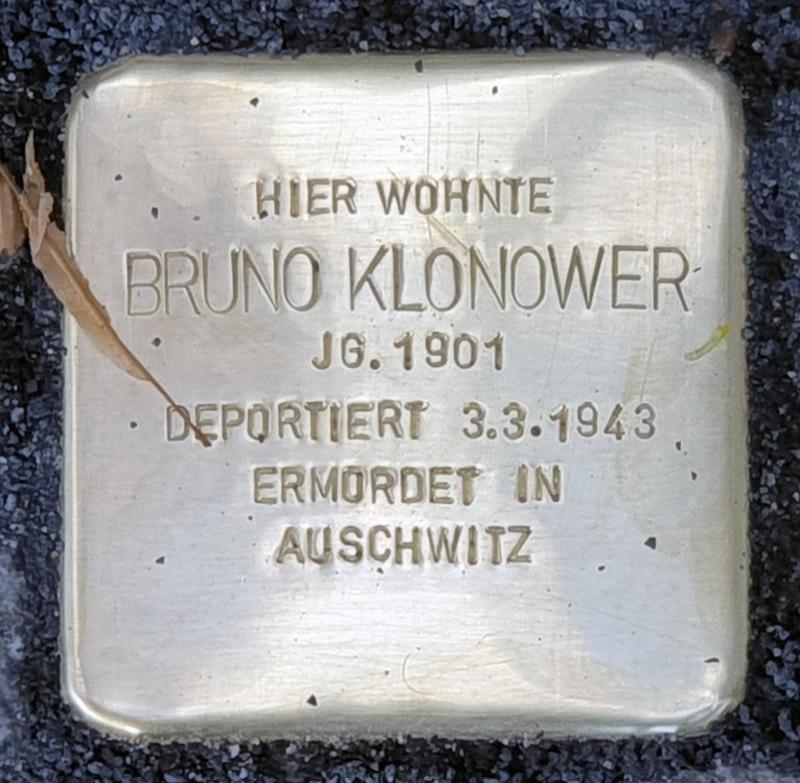 HIER WOHNTE
BRUNO KLONOWER
JG. 1901
DEPORTIERT 3.3.1943
ERMORDET IN
AUSCHWITZ